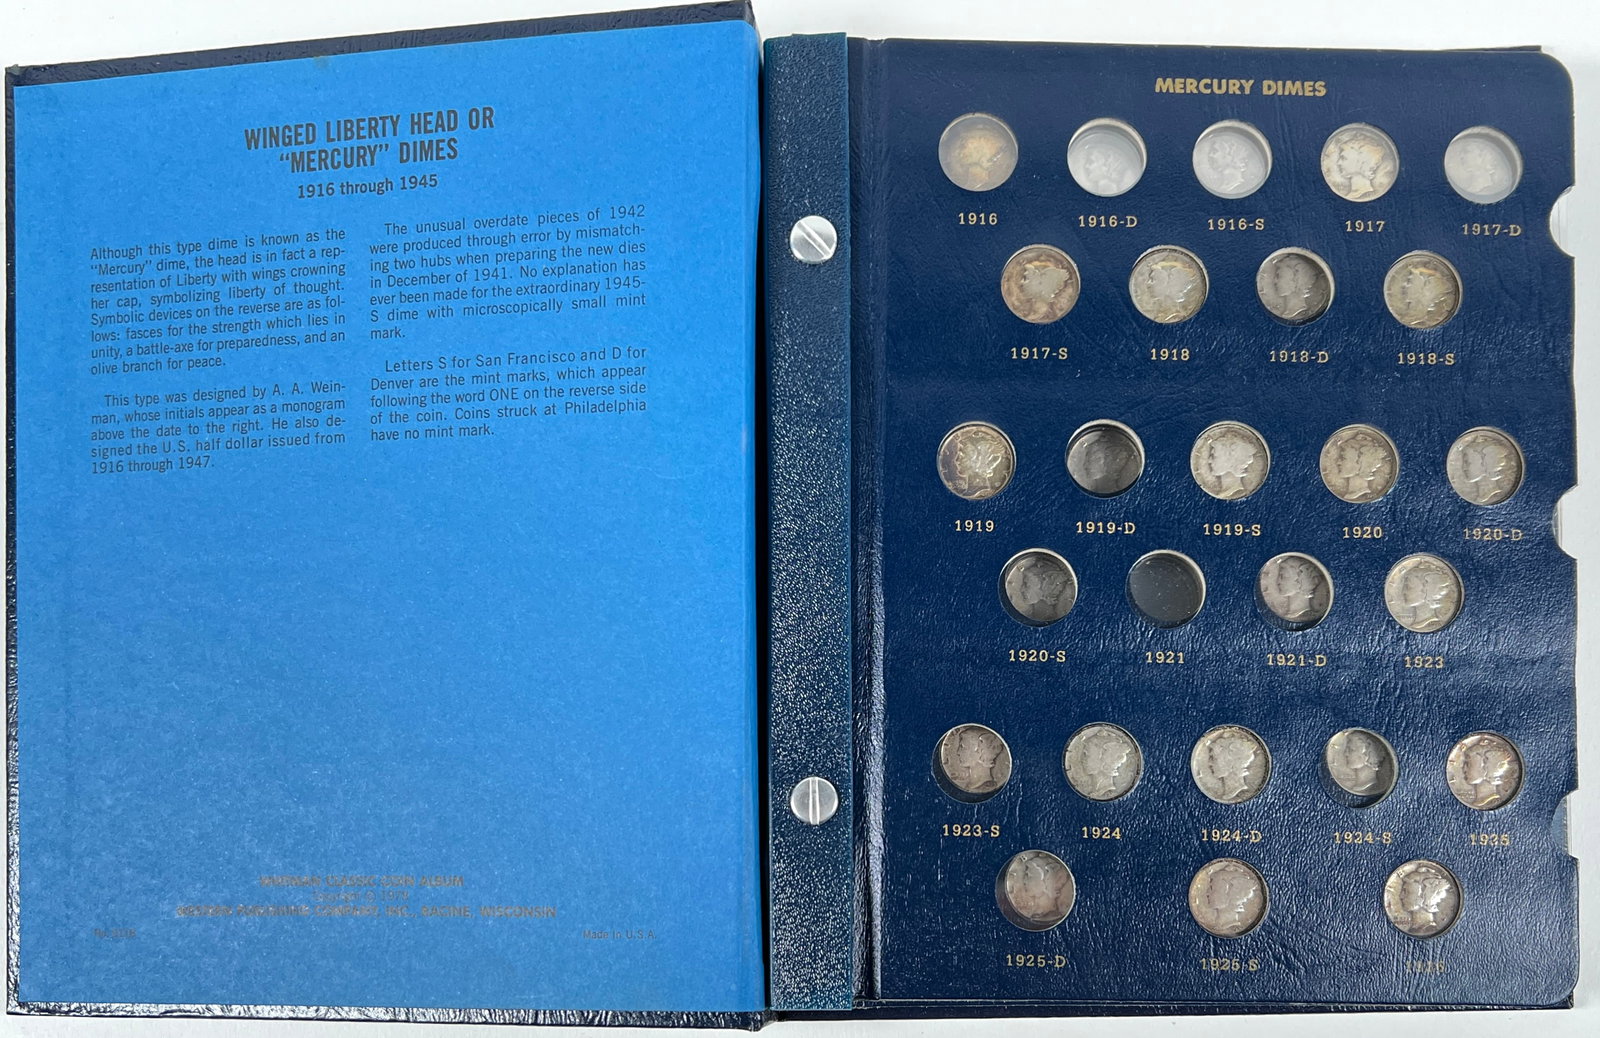 WINGED LIBERTY HEAD OR
"MERCURY" DIMES
1916 through 1945
Although this type dime is known as the
"Mercury" dime, the head is in fact a rep-
resentation of Liberty with wings crowning
her cap, symbolizing liberty of thought.
Symbolic devices on the reverse are as fol-
lows: fasces for the strength which lies in
unity, a battle-axe for preparedness, and an
olive branch for peace.
This type was designed by A. A. Wein-
man, whose initials appear as a monogram
above the date to the right. He also de-
signed the U.S. half dollar issued from
1916 through 1947.
The unusual overdate pieces of 1942
were produced through error by mismatch-
ing two hubs when preparing the new dies
in December of 1941. No explanation has
ever been made for the extraordinary 1945-
S dime with microscopically small mint
mark.
Letters S for San Francisco and D for
Denver are the mint marks, which appear
following the word ONE on the reverse side
of the coin. Coins struck at Philadelphia
have no mint mark.
WHITMAN CLASSIC COIN ALBUM
WESTERN PUBLISHING COMPANY, INC., RACINE, WISCONSIN
Made in U.S.A.
MERCURY DIMES
1916 1916-D 1916-S 1917 1917-D
1917-S 1918 1918-D 1918-S
1919 1919-D 1919-S 1920 1920-D
1920-S 1921 1921-D 1923
1923-S 1924 1924-D 1924-S 1925
1925-D 1925-S